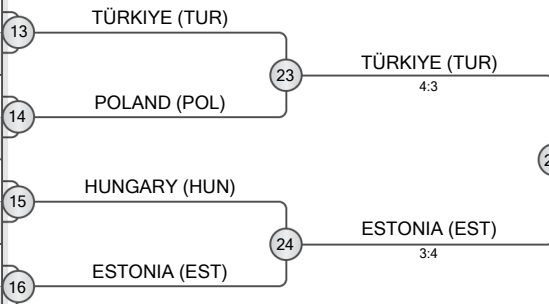 TÜRKIYE (TUR)
13
23
TÜRKIYE (TUR)
4:3
POLAND (POL)
14
HUNGARY (HUN)
15
24
ESTONIA (EST)
3:4
ESTONIA (EST)
16